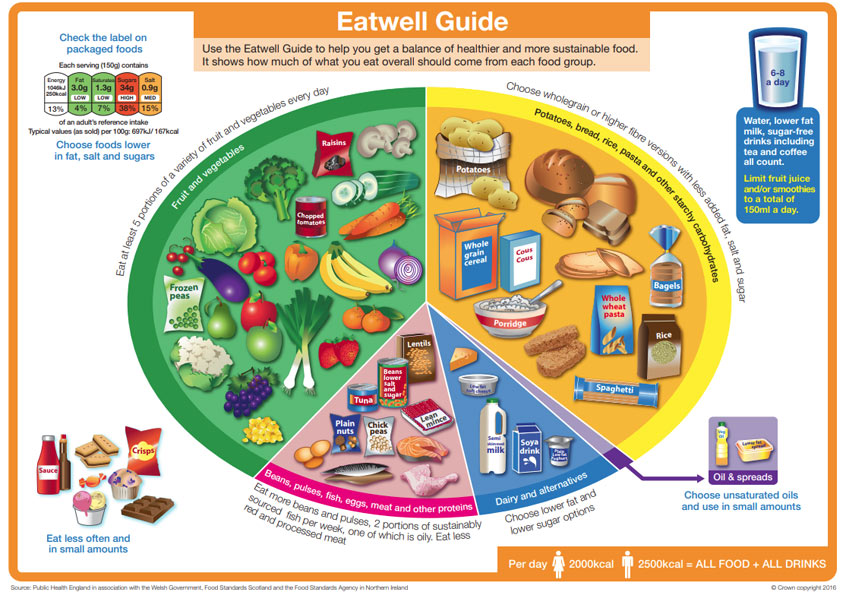 Eatwell Guide
Use the Eatwell Guide to help you get a balance of healthier and more sustainable food.
It shows how much of what you eat overall should come from each food group.
Check the label on
packaged foods
Each serving (150g) contains
Energy
1046kJ
250kcal
13%
Fat
3.0g
LOW
4%
Saturates
1.3g
LOW
7%
Sugars
34g
HIGH
38%
Salt
0.9g
MED
15%
of an adult's reference intake
Typical values (as sold) per 100g: 697kJ/ 167kcal
Choose foods lower
in fat, salt and sugars
6-8
a day
Water, lower fat
milk, sugar-free
drinks including
tea and coffee
all count.
Limit fruit juice
and/or smoothies
to a total of
150ml a day.
Eat at least 5 portions of a variety of fruit and vegetables every day
Fruit and vegetables
Raisins
Chopped
tomatoes
Frozen
peas
Choose wholegrain or higher fibre versions with less added fat, salt and sugar
Potatoes, bread, rice, pasta and other starchy carbohydrates
Potatoes
Whole
grain
cereal
Cous
Cous
Porridge
Bagels
Whole
wheat
pasta
Rice
Spaghetti
Lentils
Beans
lower
salt
and
sugar
Tuna
Plain
nuts
Chick
peas
Lean
mince
Beans, pulses, fish, eggs, meat and other proteins
Eat more beans and pulses, 2 portions of sustainably
sourced fish per week, one of which is oily. Eat less
red and processed meat
Low fat
soft cheese
Semi
skimmed
milk
Soya
drink
Plain
Low fat
Yoghurt
Dairy and alternatives
Choose lower fat and
lower sugar options
Veg
Oil
Lower fat
spread
Oil & spreads
Choose unsaturated oils
and use in small amounts
Sauce
Crisps
Eat less often and
in small amounts
Per day 2000kcal 2500kcal = ALL FOOD + ALL DRINKS
Source: Public Health England in association with the Welsh Government, Food Standards Scotland and the Food Standards Agency in Northern Ireland
© Crown copyright 2016